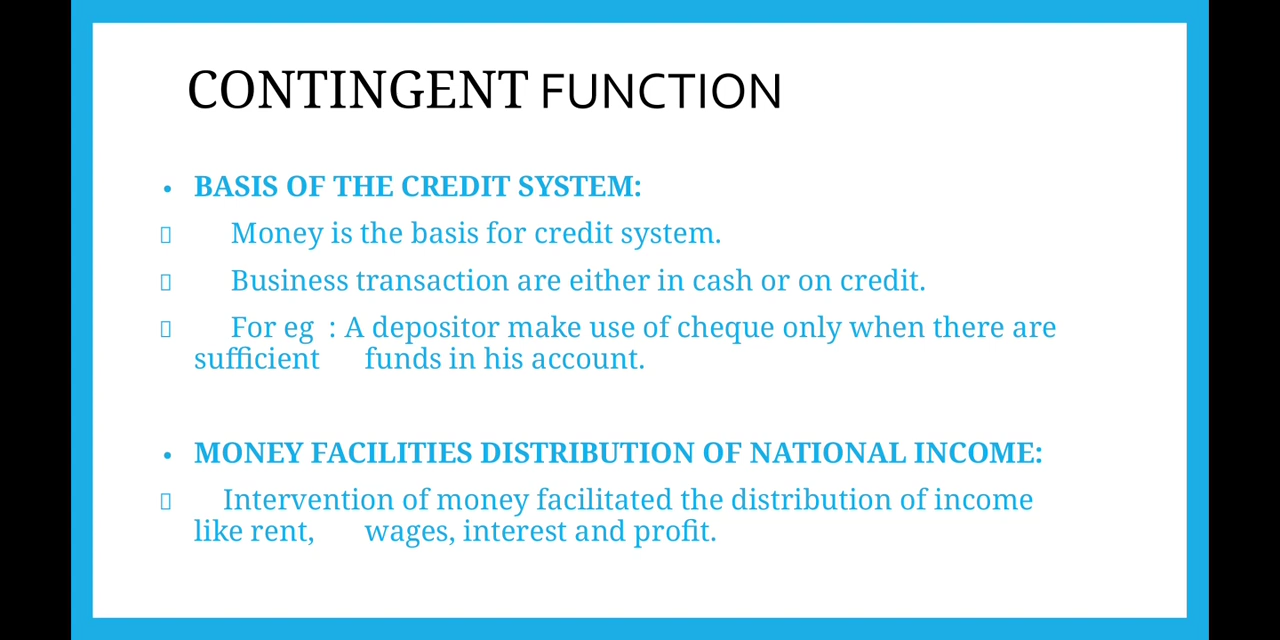 CONTINGENT FUNCTION
• BASIS OF THE CREDIT SYSTEM:
Money is the basis for credit system.
Business transaction are either in cash or on credit.
For eg : A depositor make use of cheque only when there are
sufficient funds in his account.
• MONEY FACILITIES DISTRIBUTION OF NATIONAL INCOME:
Intervention of money facilitated the distribution of income
like rent, wages, interest and profit.